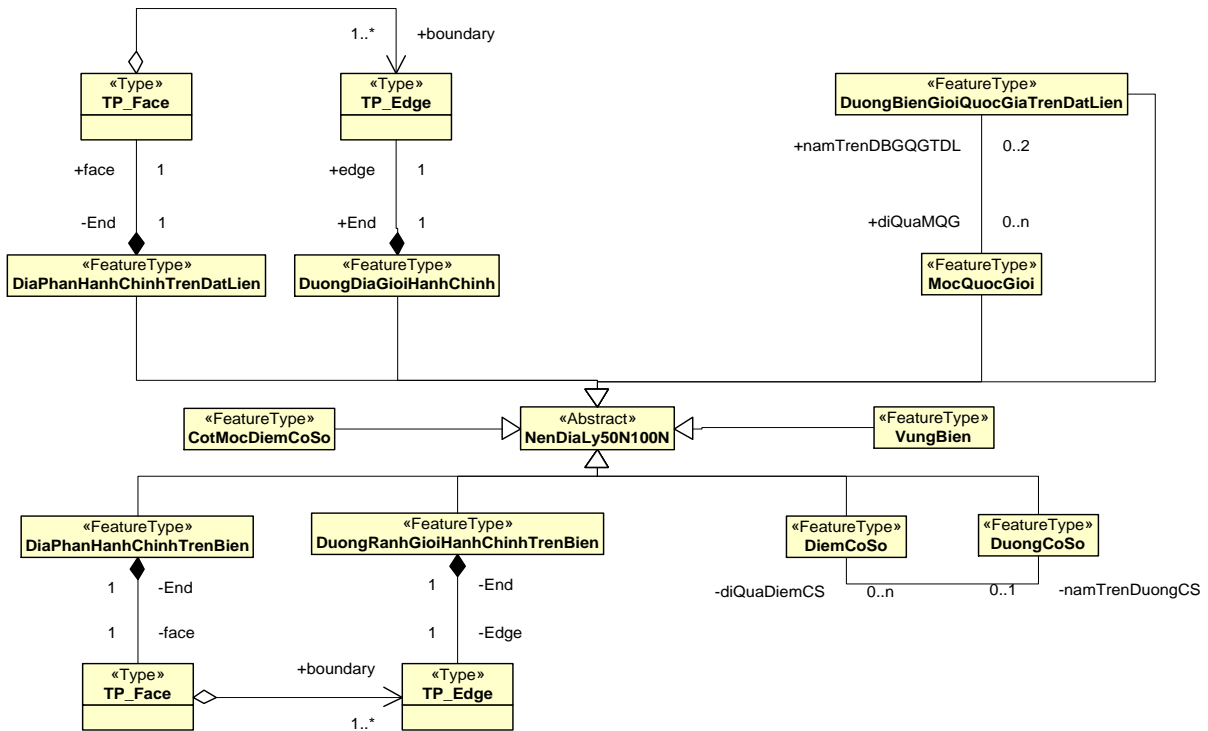 1..* +boundary
«Type»
TP_Face
«Type»
TP_Edge
«FeatureType»
DuongBienGioiQuocGiaTrenDatLien
+face 1
+edge 1
+namTrenDBGQGTDL 0..2
-End 1
+End 1
+diQuaMQG 0..n
«FeatureType»
DiaPhanHanhChinhTrenDatLien
«FeatureType»
DuongDiaGioiHanhChinh
«FeatureType»
MocQuocGioi
«FeatureType»
CotMocDiemCoSo
«Abstract»
NenDiaLy50N100N
«FeatureType»
VungBien
«FeatureType»
DiaPhanHanhChinhTrenBien
«FeatureType»
DuongRanhGioiHanhChinhTrenBien
«FeatureType»
DiemCoSo
«FeatureType»
DuongCoSo
1 -End
1 -End
-diQuaDiemCS 0..n
0..1 -namTrenDuongCS
1 -face
1 -Edge
«Type»
TP_Face
+boundary
1..*
«Type»
TP_Edge